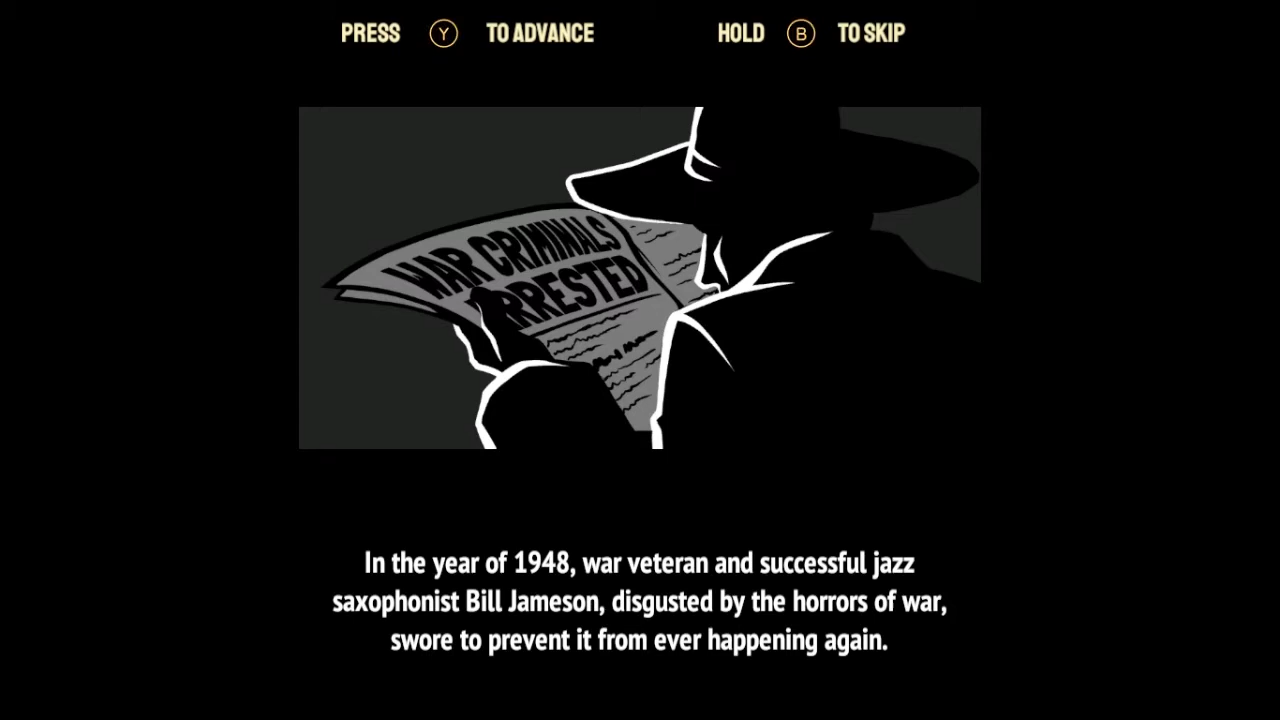 PRESS Y TO ADVANCE HOLD B TO SKIP
WAR CRIMINALS
ARRESTED
In the year of 1948, war veteran and successful jazz
saxophonist Bill Jameson, disgusted by the horrors of war,
swore to prevent it from ever happening again.